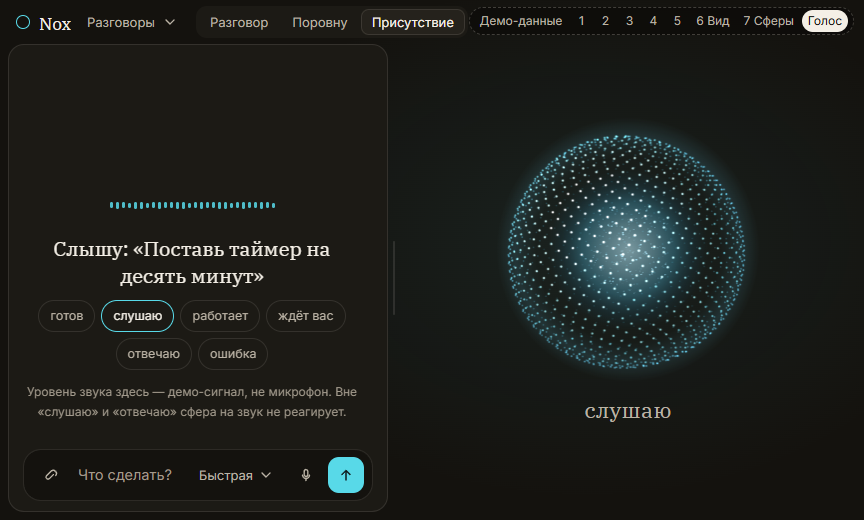 Nox Разговоры Разговор Поровну Присутствие Демо-данные 1 2 3 4 5 6 Вид 7 Сферы Голос
Слышу: «Поставь таймер на
десять минут»
готов слушаю работает ждёт вас
отвечаю ошибка
Уровень звука здесь — демо-сигнал, не микрофон. Вне
«слушаю» и «отвечаю» сфера на звук не реагирует.
Что сделать? Быстрая
слушаю